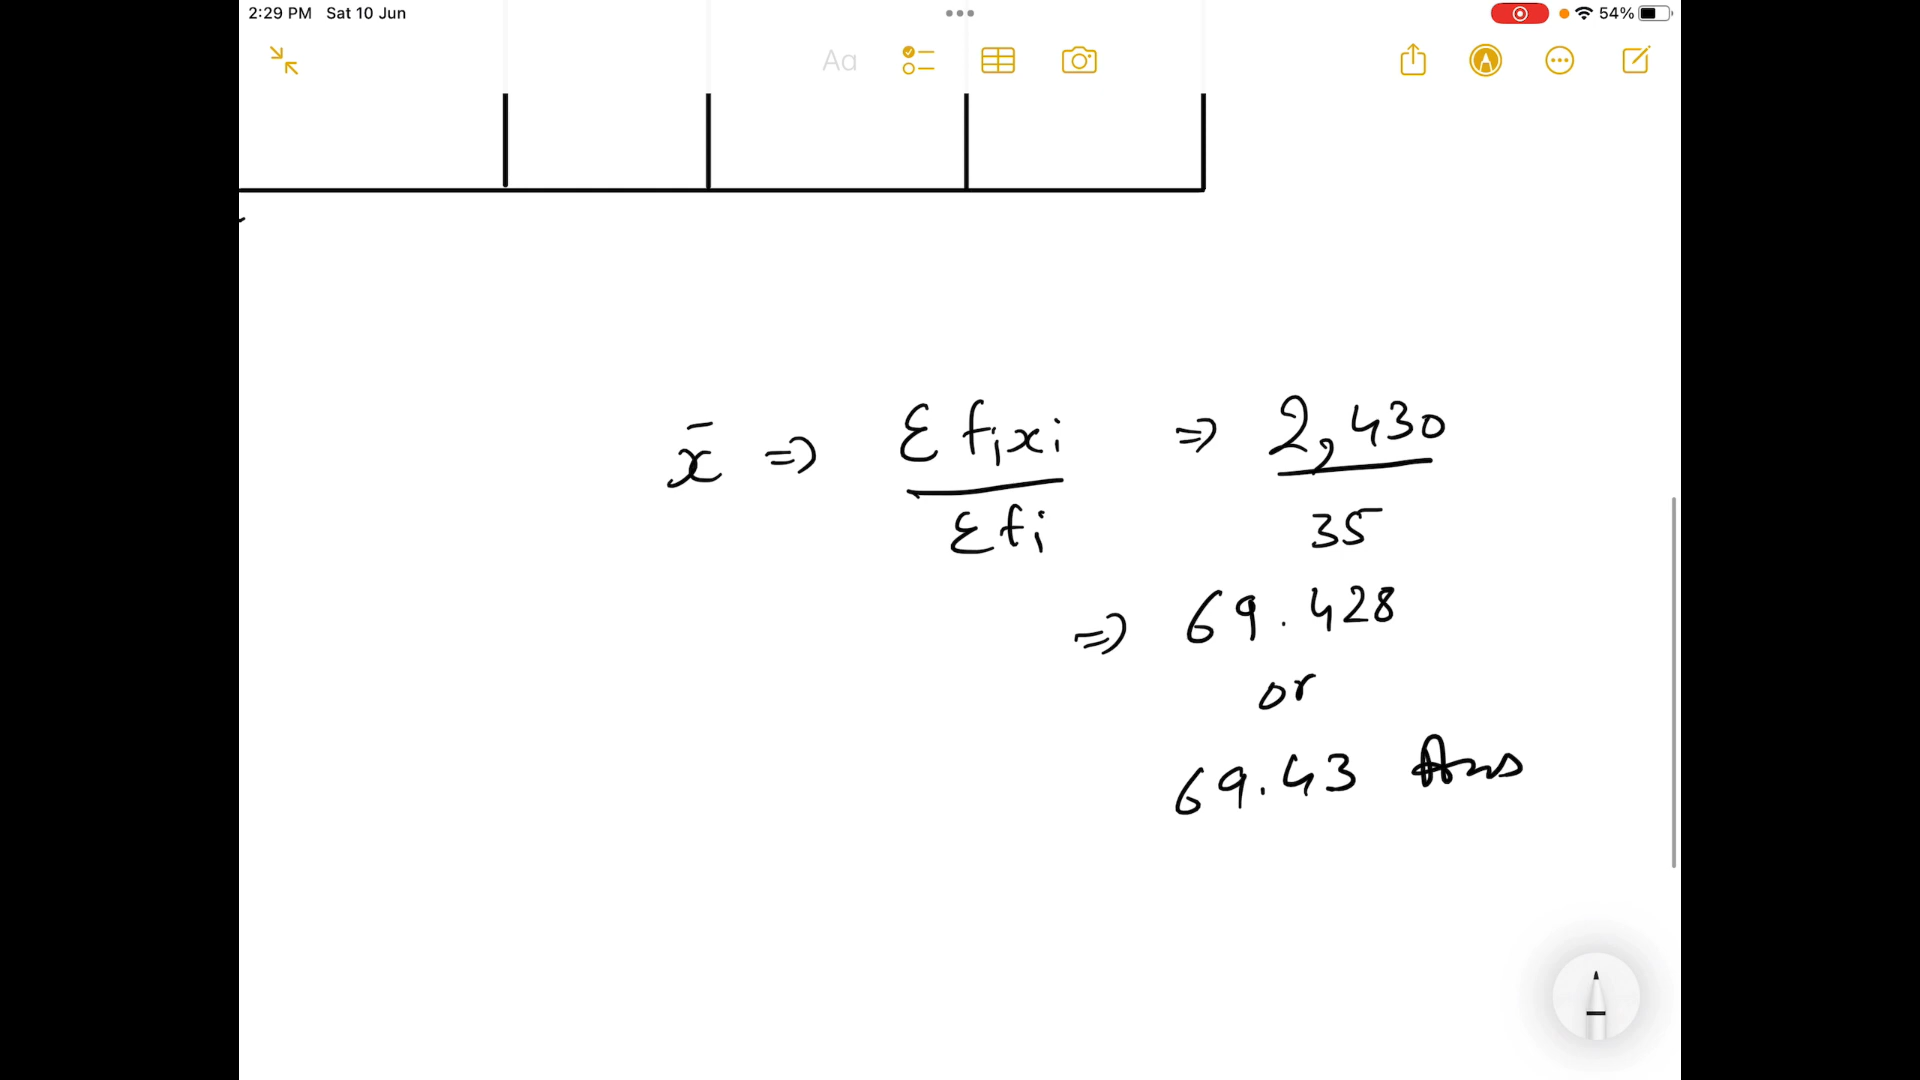 2:29 PM Sat 10 Jun 54%
Aa
x̄ ⇒ Σfixi ⇒ 2,430
Σfi 35
⇒ 69.428
or
69.43 Ans